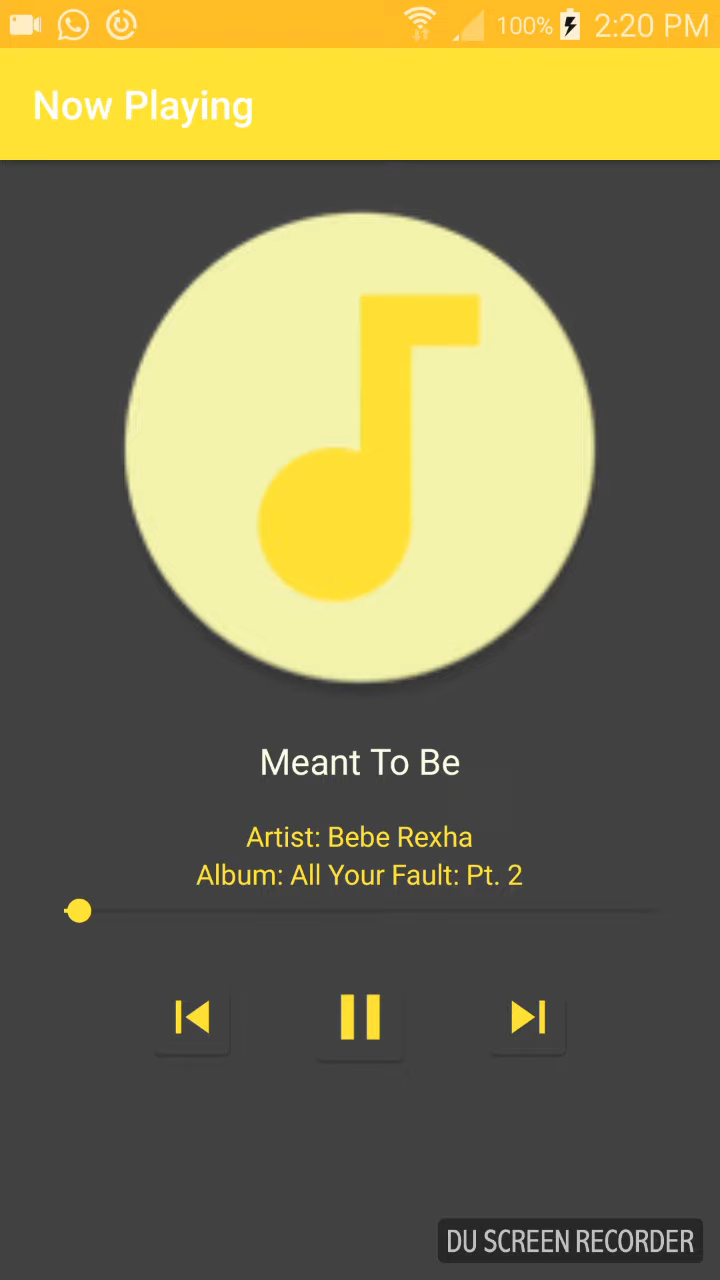 100% 2:20 PM
Now Playing
Meant To Be
Artist: Bebe Rexha
Album: All Your Fault: Pt. 2
DU SCREEN RECORDER